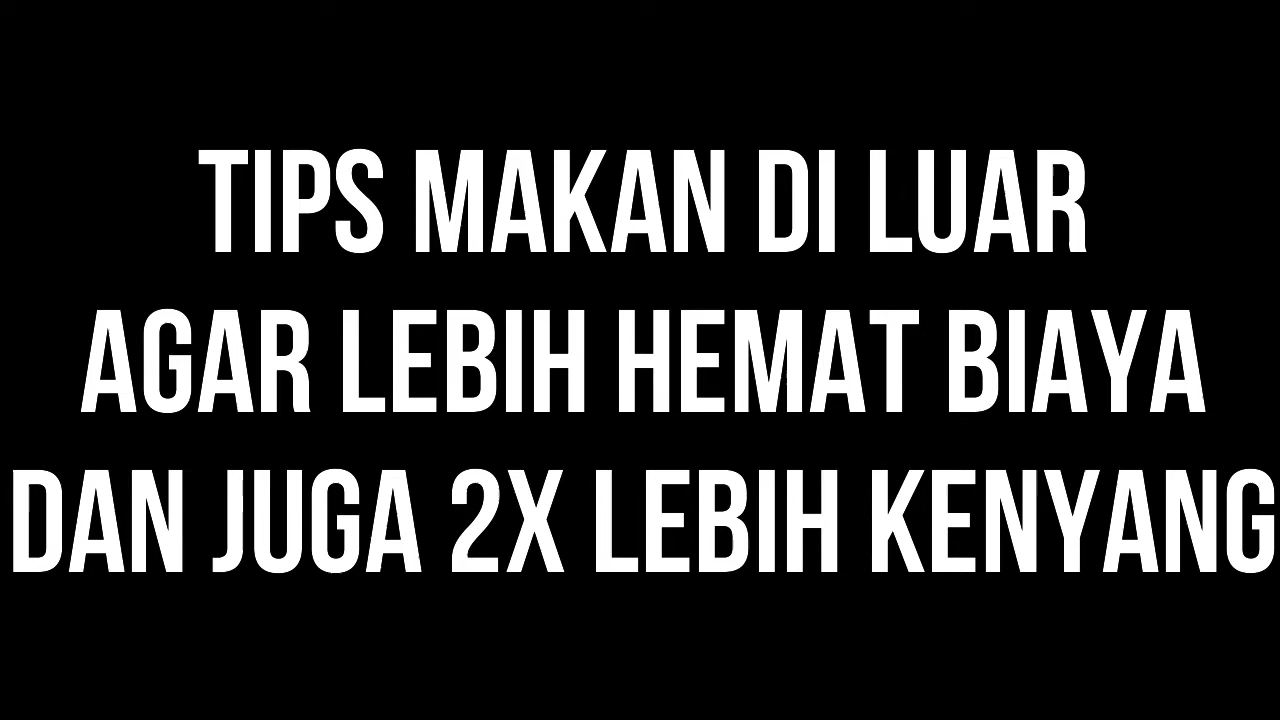 TIPS MAKAN DI LUAR
AGAR LEBIH HEMAT BIAYA
DAN JUGA 2X LEBIH KENYANG